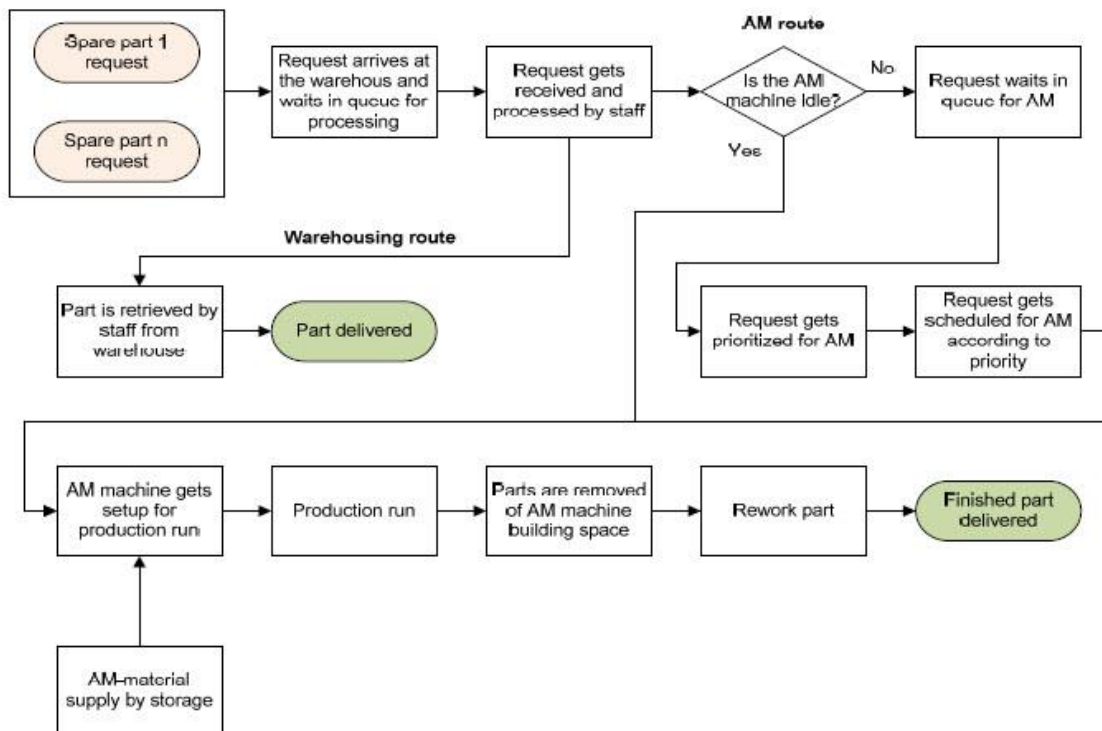 Spare part 1
request
Spare part n
request
Request arrives at
the warehous and
waits in queue for
processing
Request gets
received and
processed by staff
AM route
Is the AM
machine Idle?
No
Yes
Request waits in
queue for AM
Warehousing route
Part is retrieved by
staff from
warehouse
Part delivered
Request gets
prioritized for AM
Request gets
scheduled for AM
according to
priority
AM machine gets
setup for
production run
Production run
Parts are removed
of AM machine
building space
Rework part
Finished part
delivered
AM-material
supply by storage